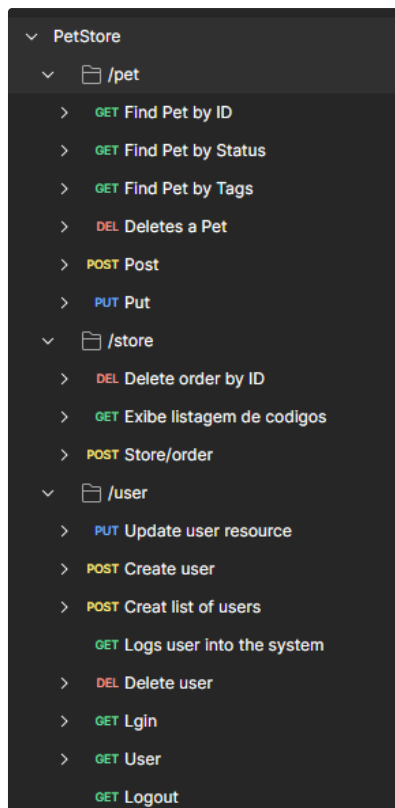 PetStore
/pet
GET Find Pet by ID
GET Find Pet by Status
GET Find Pet by Tags
DEL Deletes a Pet
POST Post
PUT Put
/store
DEL Delete order by ID
GET Exibe listagem de codigos
POST Store/order
/user
PUT Update user resource
POST Create user
POST Creat list of users
GET Logs user into the system
DEL Delete user
GET Lgin
GET User
GET Logout